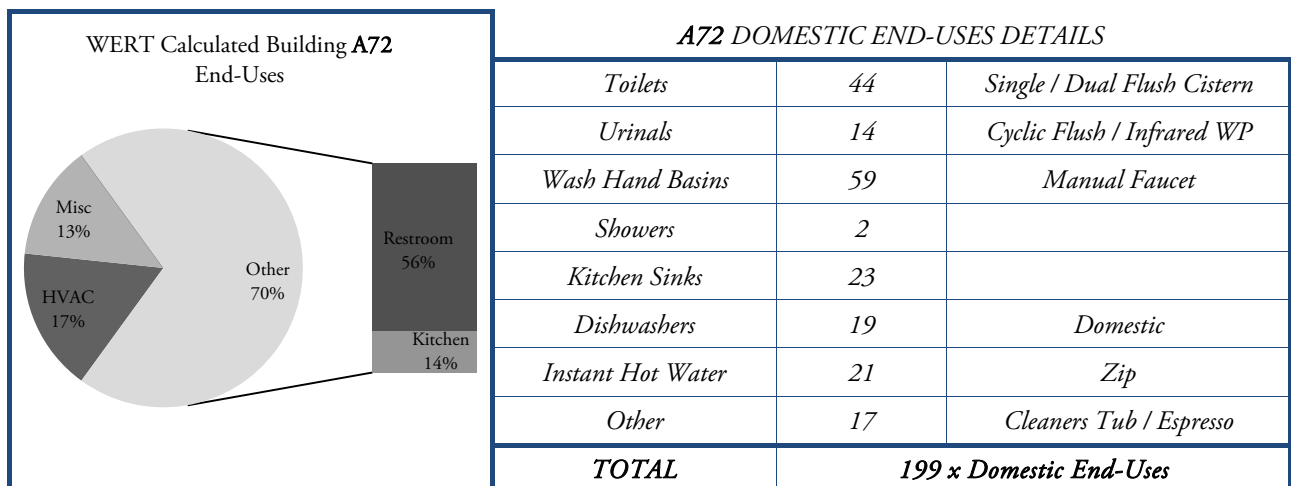 WERT Calculated Building A72
End-Uses
Misc
13%
HVAC
17%
Other
70%
Restroom
56%
Kitchen
14%
A72 DOMESTIC END-USES DETAILS
Toilets 44 Single / Dual Flush Cistern
Urinals 14 Cyclic Flush / Infrared WP
Wash Hand Basins 59 Manual Faucet
Showers 2
Kitchen Sinks 23
Dishwashers 19 Domestic
Instant Hot Water 21 Zip
Other 17 Cleaners Tub / Espresso
TOTAL 199 x Domestic End-Uses